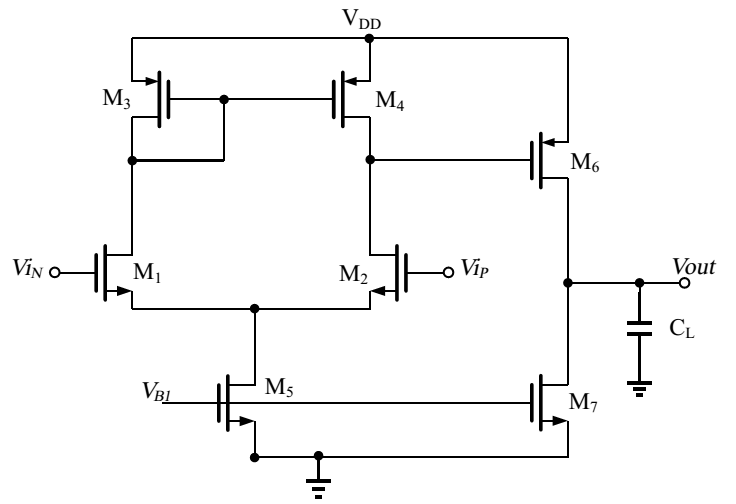 V_DD
M_3
M_4
M_6
Vi_N
M_1
M_2
Vi_P
Vout
C_L
V_B1
M_5
M_7